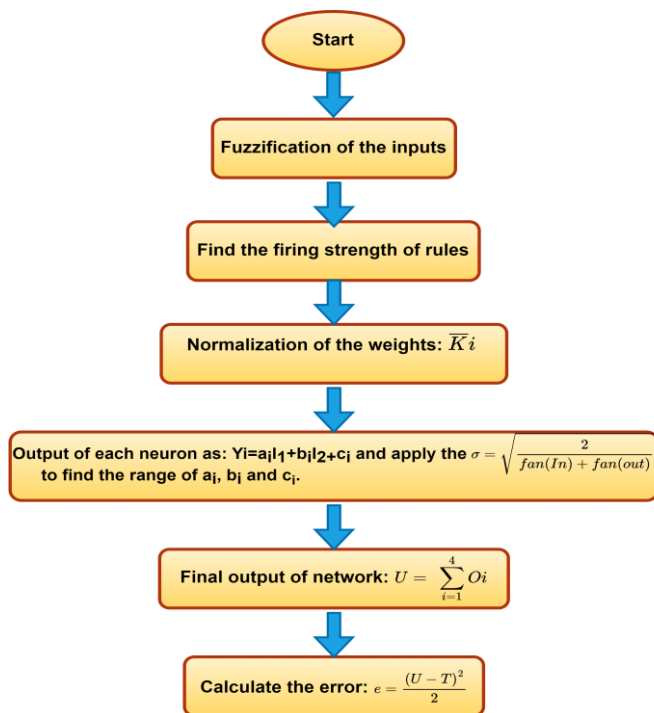 Start
Fuzzification of the inputs
Find the firing strength of rules
Normalization of the weights: K̅i
Output of each neuron as: Yi=aᵢI₁+bᵢI₂+cᵢ and apply the σ = √(2 / (fan(In) + fan(out)))
to find the range of aᵢ, bᵢ and cᵢ.
Final output of network: U = ∑_{i=1}^{4} Oi
Calculate the error: e = (U − T)² / 2